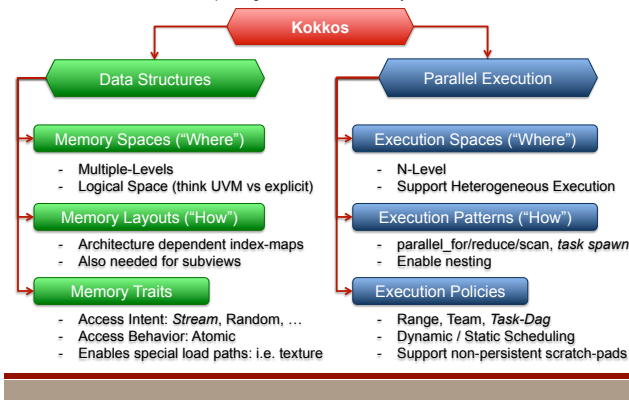 Kokkos
Data Structures
Parallel Execution
Memory Spaces (“Where”)
- Multiple-Levels
- Logical Space (think UVM vs explicit)
Memory Layouts (“How”)
- Architecture dependent index-maps
- Also needed for subviews
Memory Traits
- Access Intent: Stream, Random, …
- Access Behavior: Atomic
- Enables special load paths: i.e. texture
Execution Spaces (“Where”)
- N-Level
- Support Heterogeneous Execution
Execution Patterns (“How”)
- parallel_for/reduce/scan, task spawn
- Enable nesting
Execution Policies
- Range, Team, Task-Dag
- Dynamic / Static Scheduling
- Support non-persistent scratch-pads